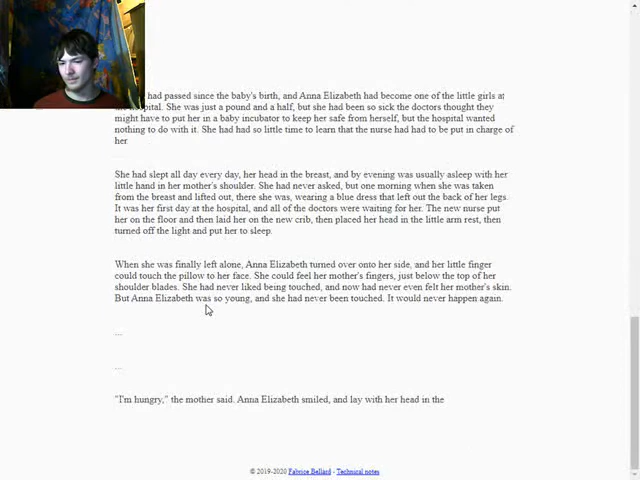 had passed since the baby's birth, and Anna Elizabeth had become one of the little girls at
the hospital. She was just a pound and a half, but she had been so sick the doctors thought they
might have to put her in a baby incubator to keep her safe from herself, but the hospital wanted
nothing to do with it. She had had so little time to learn that the nurse had had to be put in charge of
her
She had slept all day every day, her head in the breast, and by evening was usually asleep with her
little hand in her mother's shoulder. She had never asked, but one morning when she was taken
from the breast and lifted out, there she was, wearing a blue dress that left out the back of her legs.
It was her first day at the hospital, and all of the doctors were waiting for her. The new nurse put
her on the floor and then laid her on the new crib, then placed her head in the little arm rest, then
turned off the light and put her to sleep.
When she was finally left alone, Anna Elizabeth turned over onto her side, and her little finger
could touch the pillow to her face. She could feel her mother's fingers, just below the top of her
shoulder blades. She had never liked being touched, and now had never even felt her mother's skin.
But Anna Elizabeth was so young, and she had never been touched. It would never happen again.
...
...
"I'm hungry," the mother said. Anna Elizabeth smiled, and lay with her head in the
© 2019-2020 Fabrice Bellard - Technical notes